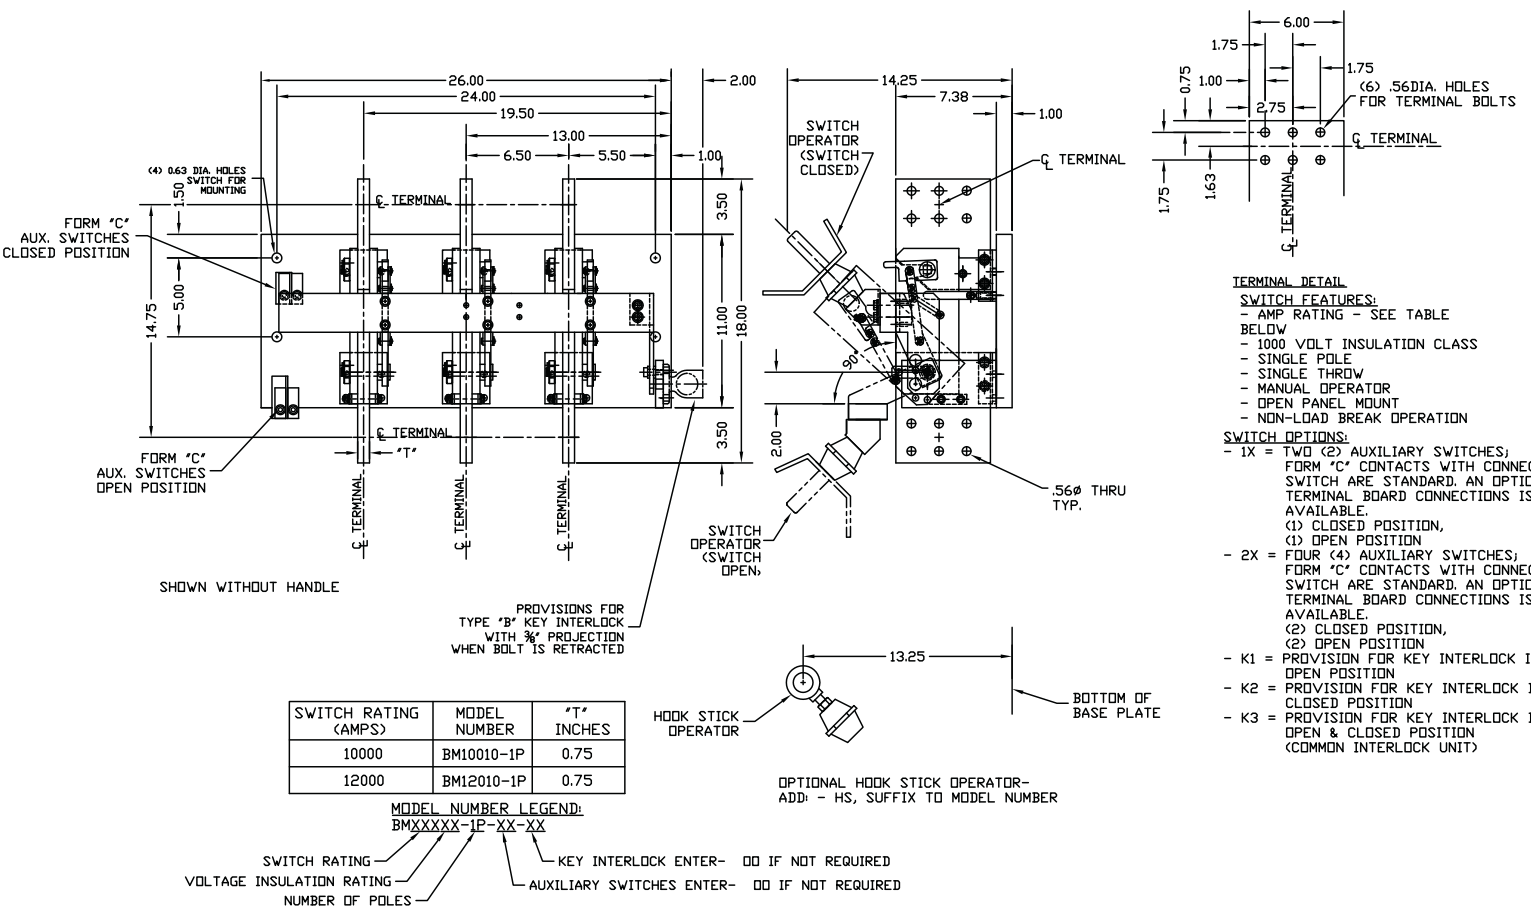 26.00
24.00
19.50
13.00
6.50
5.50
1.00
2.00
(4) 0.63 DIA. HOLES
SWITCH FOR
MOUNTING
1.50
FORM "C"
AUX. SWITCHES
CLOSED POSITION
14.75
5.00
℄ TERMINAL
3.50
11.00
18.00
3.50
℄ TERMINAL
"T"
FORM "C"
AUX. SWITCHES
OPEN POSITION
℄ TERMINAL
℄ TERMINAL
℄ TERMINAL
SHOWN WITHOUT HANDLE
PROVISIONS FOR
TYPE "B" KEY INTERLOCK
WITH ⅜" PROJECTION
WHEN BOLT IS RETRACTED
14.25
7.38
1.00
SWITCH
OPERATOR
(SWITCH
CLOSED)
℄ TERMINAL
90°
2.00
SWITCH
OPERATOR
(SWITCH
OPEN)
.56ø THRU
TYP.
6.00
1.75
1.75
0.75
1.00
2.75
(6) .56DIA. HOLES
FOR TERMINAL BOLTS
℄ TERMINAL
1.75
1.63
℄ TERMINAL
TERMINAL DETAIL
SWITCH FEATURES:
- AMP RATING - SEE TABLE
BELOW
- 1000 VOLT INSULATION CLASS
- SINGLE POLE
- SINGLE THROW
- MANUAL OPERATOR
- OPEN PANEL MOUNT
- NON-LOAD BREAK OPERATION
SWITCH OPTIONS:
- 1X = TWO (2) AUXILIARY SWITCHES;
FORM "C" CONTACTS WITH CONNEC
SWITCH ARE STANDARD. AN OPTIO
TERMINAL BOARD CONNECTIONS IS
AVAILABLE.
(1) CLOSED POSITION,
(1) OPEN POSITION
- 2X = FOUR (4) AUXILIARY SWITCHES;
FORM "C" CONTACTS WITH CONNEC
SWITCH ARE STANDARD. AN OPTIO
TERMINAL BOARD CONNECTIONS IS
AVAILABLE.
(2) CLOSED POSITION,
(2) OPEN POSITION
- K1 = PROVISION FOR KEY INTERLOCK I
OPEN POSITION
- K2 = PROVISION FOR KEY INTERLOCK I
CLOSED POSITION
- K3 = PROVISION FOR KEY INTERLOCK I
OPEN & CLOSED POSITION
(COMMON INTERLOCK UNIT)
13.25
HOOK STICK
OPERATOR
BOTTOM OF
BASE PLATE
OPTIONAL HOOK STICK OPERATOR-
ADD: - HS, SUFFIX TO MODEL NUMBER
SWITCH RATING (AMPS) MODEL NUMBER "T" INCHES
10000 BM10010-1P 0.75
12000 BM12010-1P 0.75
MODEL NUMBER LEGEND:
BMXXXXX-1P-XX-XX
SWITCH RATING
VOLTAGE INSULATION RATING
NUMBER OF POLES
KEY INTERLOCK ENTER- OO IF NOT REQUIRED
AUXILIARY SWITCHES ENTER- OO IF NOT REQUIRED